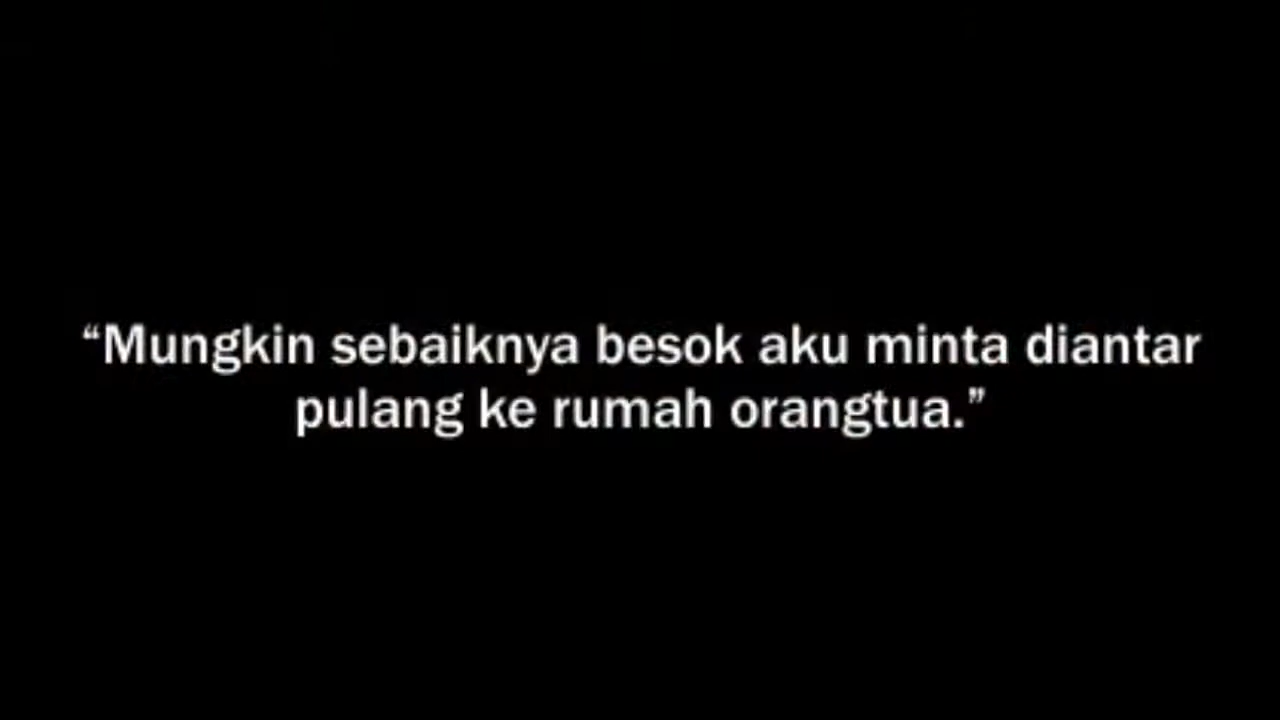 “Mungkin sebaiknya besok aku minta diantar
pulang ke rumah orangtua.”